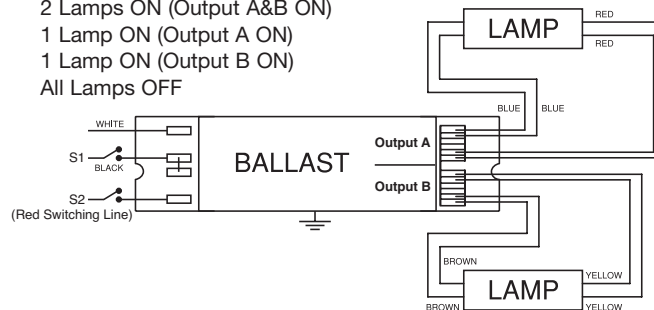 2 Lamps ON (Output A&B ON)
1 Lamp ON (Output A ON)
1 Lamp ON (Output B ON)
All Lamps OFF
LAMP
RED
RED
BLUE
BLUE
WHITE
S1
BLACK
S2
(Red Switching Line)
BALLAST
Output A
Output B
BROWN
BROWN
LAMP
YELLOW
YELLOW